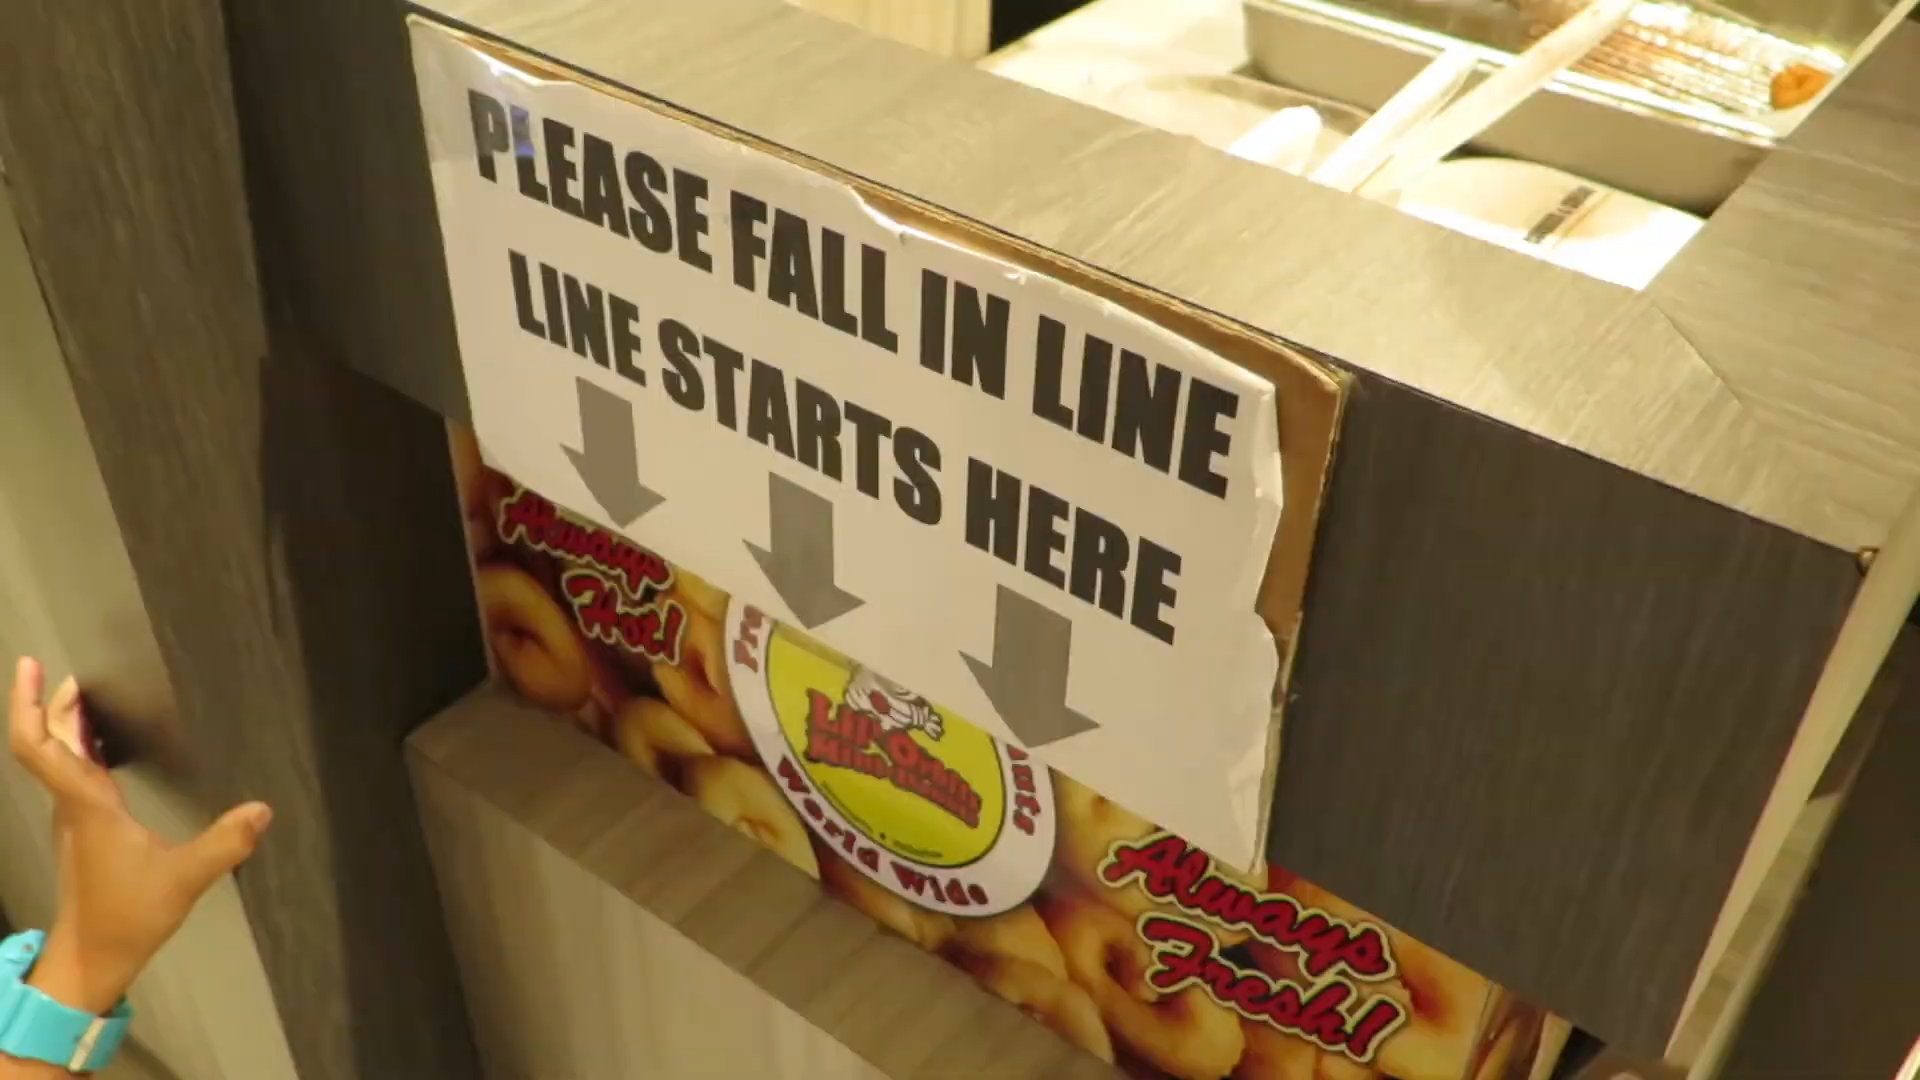 PLEASE FALL IN LINE
LINE STARTS HERE
Always
Hot!
Lil' Orbits
World Wide
Always
Fresh!